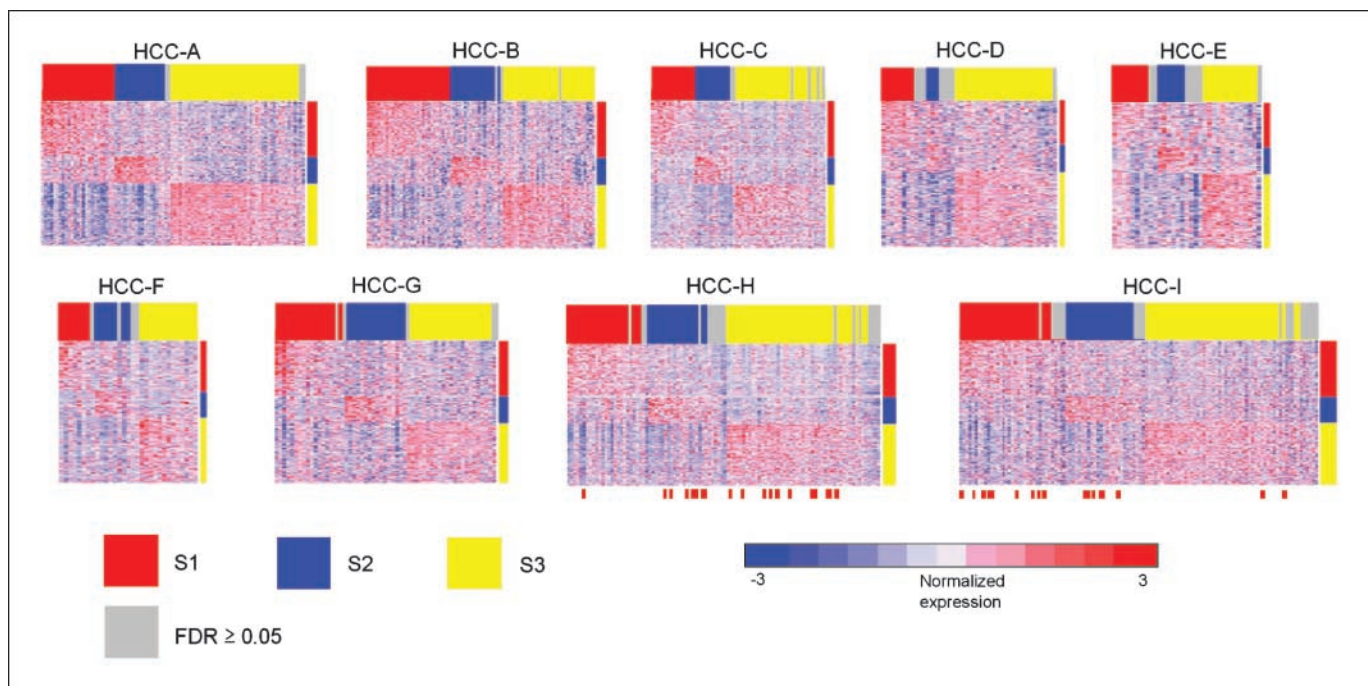 HCC-A
HCC-B
HCC-C
HCC-D
HCC-E
HCC-F
HCC-G
HCC-H
HCC-I
S1
S2
S3
FDR ≥ 0.05
-3
Normalized
expression
3